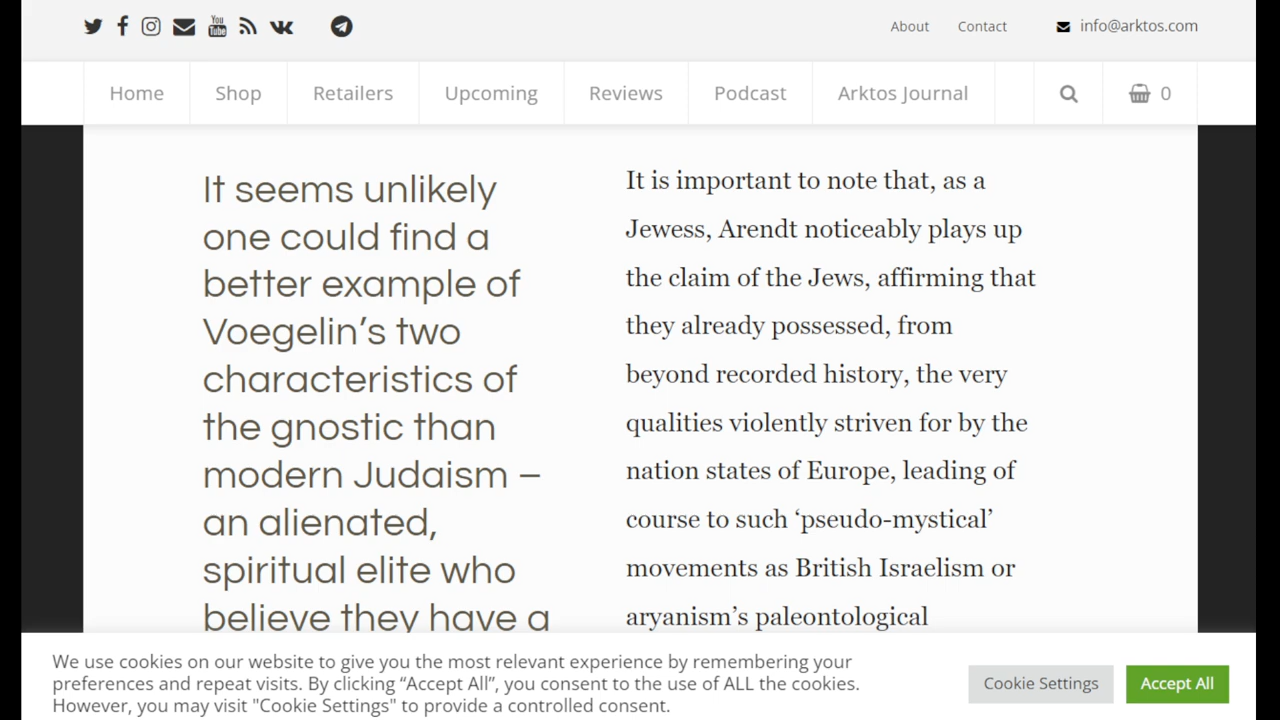 You
Tube
About
Contact
info@arktos.com
Home
Shop
Retailers
Upcoming
Reviews
Podcast
Arktos Journal
0
It seems unlikely
one could find a
better example of
Voegelin’s two
characteristics of
the gnostic than
modern Judaism –
an alienated,
spiritual elite who
believe they have a
It is important to note that, as a
Jewess, Arendt noticeably plays up
the claim of the Jews, affirming that
they already possessed, from
beyond recorded history, the very
qualities violently striven for by the
nation states of Europe, leading of
course to such ‘pseudo-mystical’
movements as British Israelism or
aryanism’s paleontological
We use cookies on our website to give you the most relevant experience by remembering your
preferences and repeat visits. By clicking “Accept All”, you consent to the use of ALL the cookies.
However, you may visit "Cookie Settings" to provide a controlled consent.
Cookie Settings
Accept All